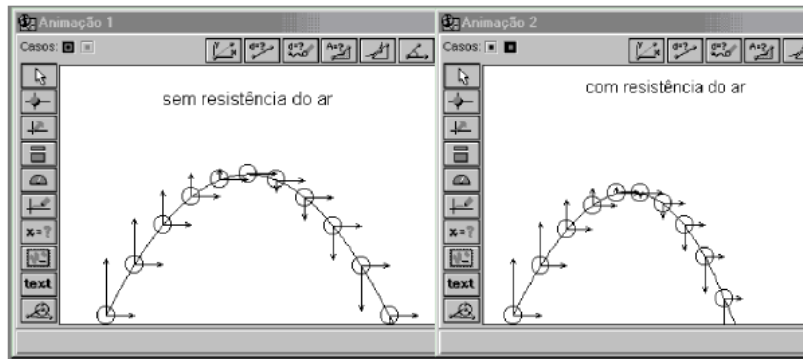 Animação 1
Casos:
sem resistência do ar
x=?
text
Animação 2
Casos:
com resistência do ar
x=?
text